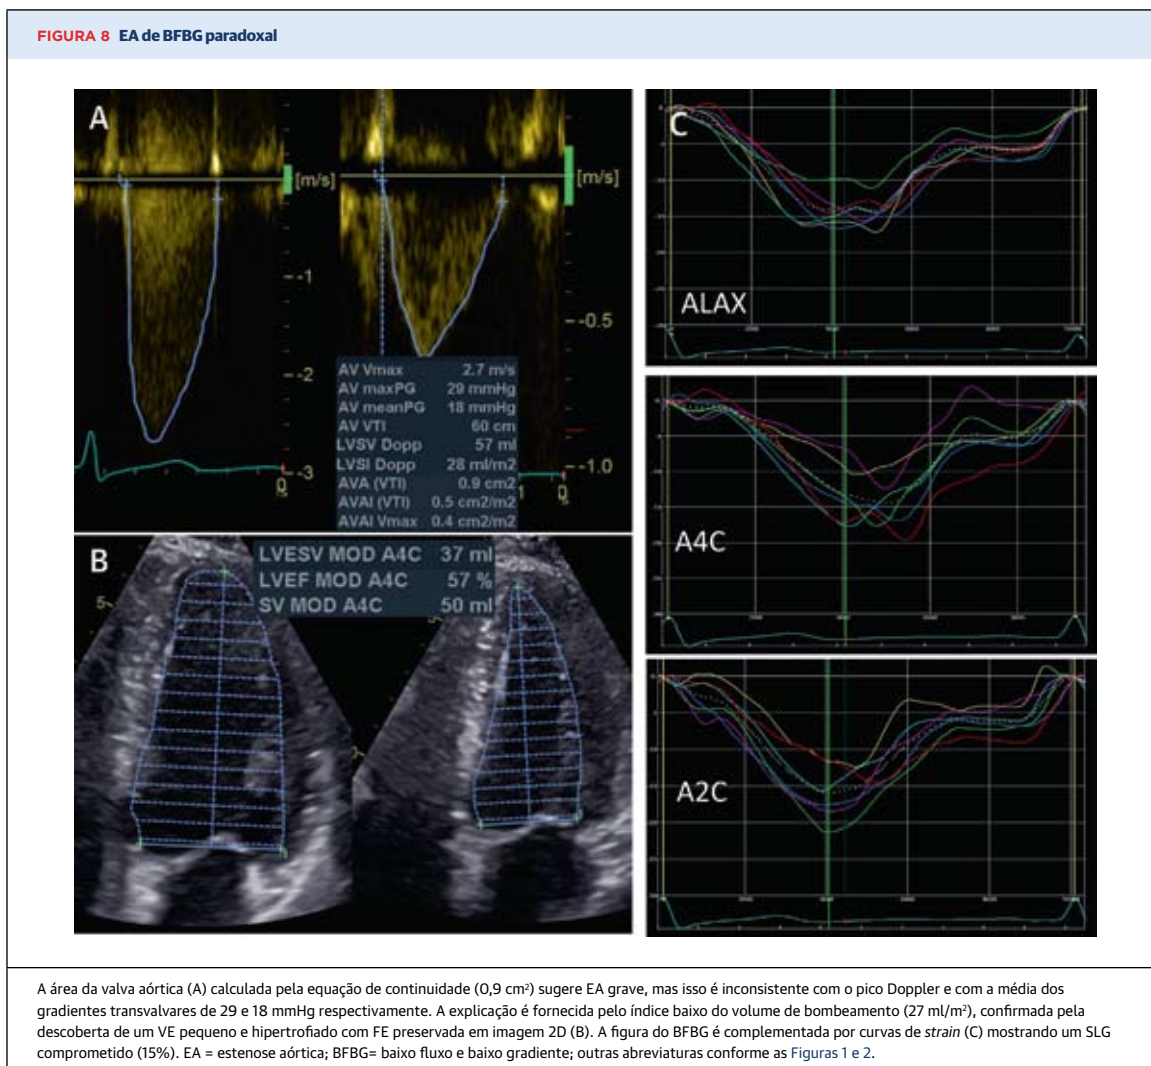 FIGURA 8 EA de BFBG paradoxal
A
[m/s]
[m/s]
-1
-0.5
-2
AV Vmax 2.7 m/s
AV maxPG 29 mmHg
AV meanPG 18 mmHg
AV VTI 60 cm
LVSV Dopp 57 ml
LVSI Dopp 28 ml/m2
AVA (VTI) 0.9 cm2
AVAI (VTI) 0.5 cm2/m2
AVAI Vmax 0.4 cm2/m2
-3
-1.0
0
0
B
LVESV MOD A4C 37 ml
LVEF MOD A4C 57 %
SV MOD A4C 50 ml
5
C
ALAX
A4C
A2C
A área da valva aórtica (A) calculada pela equação de continuidade (0,9 cm²) sugere EA grave, mas isso é inconsistente com o pico Doppler e com a média dos
gradientes transvalvares de 29 e 18 mmHg respectivamente. A explicação é fornecida pelo índice baixo do volume de bombeamento (27 ml/m²), confirmada pela
descoberta de um VE pequeno e hipertrofiado com FE preservada em imagem 2D (B). A figura do BFBG é complementada por curvas de strain (C) mostrando um SLG
comprometido (15%). EA = estenose aórtica; BFBG= baixo fluxo e baixo gradiente; outras abreviaturas conforme as Figuras 1 e 2.